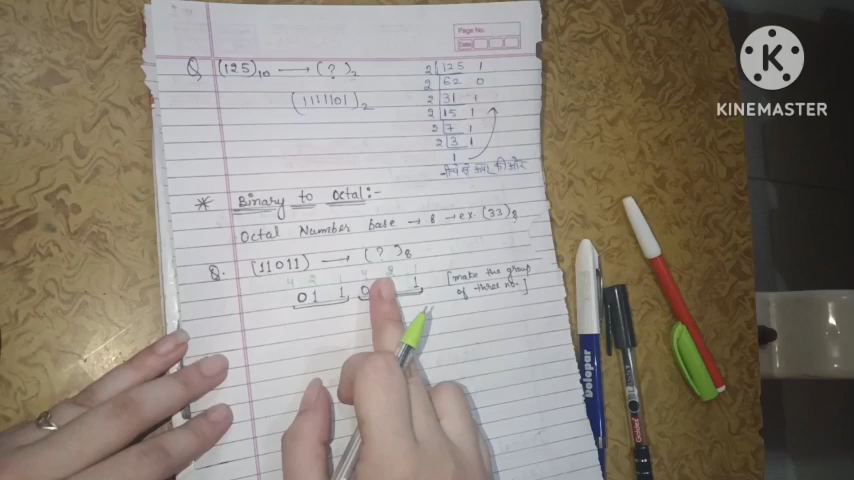 Page No.
Date
Q (125)₁₀ → (?)₂
(1111101)₂
2 125 1
2 62 0
2 31 1
2 15 1
2 7 1
2 3 1
1
नीचे से ऊपर की ओर
* Binary to Octal:-
Octal Number base → 8 → ex. (33)₈
Q. (11011) → (?)₈
4 2 1 4 1
0 1 1 0 1
[make the group
of three no.]
KINEMASTER
Delopar